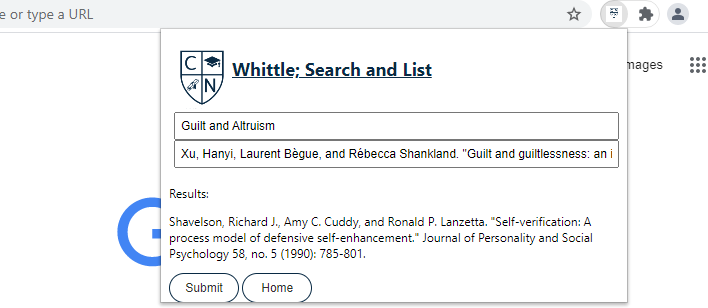 e or type a URL
mages
C N
Whittle; Search and List
Guilt and Altruism
Xu, Hanyi, Laurent Bègue, and Rébecca Shankland. "Guilt and guiltlessness: an i
Results:
Shavelson, Richard J., Amy C. Cuddy, and Ronald P. Lanzetta. "Self-verification: A
process model of defensive self-enhancement." Journal of Personality and Social
Psychology 58, no. 5 (1990): 785-801.
Submit Home